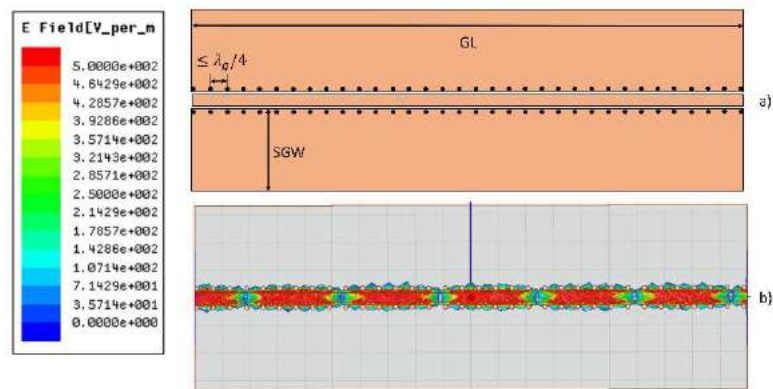 E Field[V_per_m
5.0000e+002
4.6429e+002
4.2857e+002
3.9286e+002
3.5714e+002
3.2143e+002
2.8571e+002
2.5000e+002
2.1429e+002
1.7857e+002
1.4286e+002
1.0714e+002
7.1429e+001
3.5714e+001
0.0000e+000
GL
≤ λg/4
a)
SGW
b)